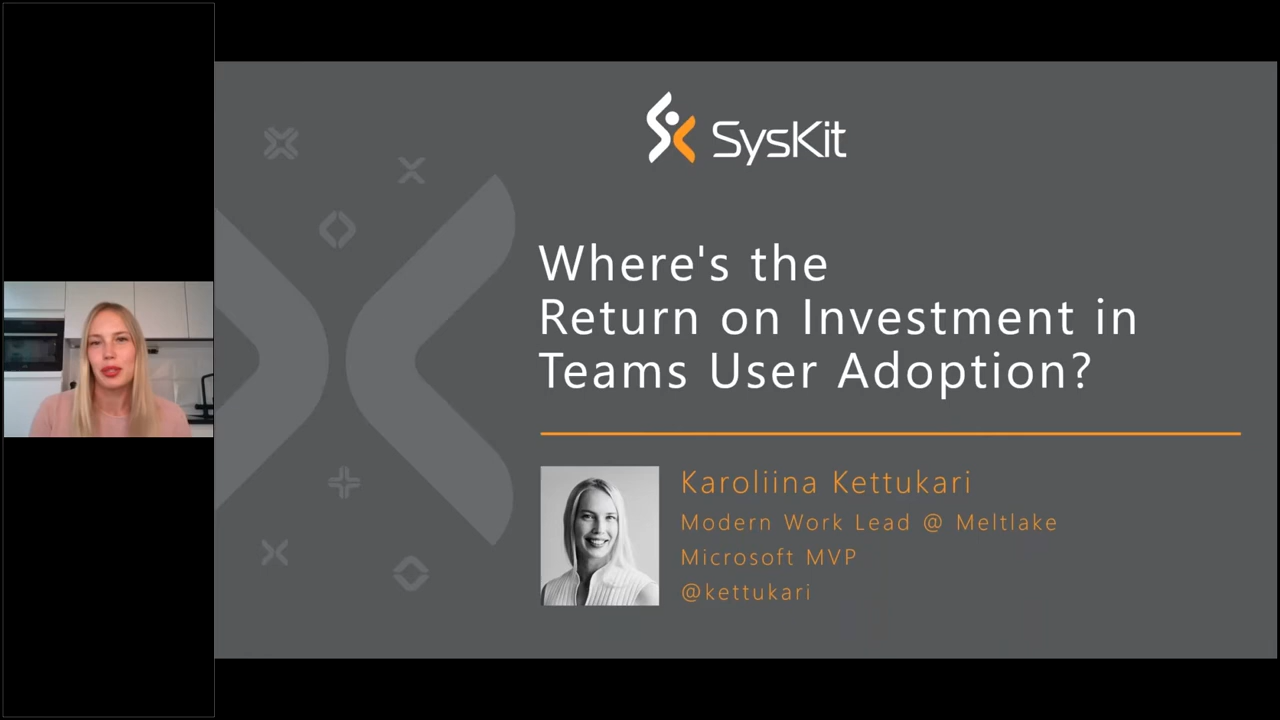 SysKit
Where's the
Return on Investment in
Teams User Adoption?
Karoliina Kettukari
Modern Work Lead @ Meltlake
Microsoft MVP
@kettukari